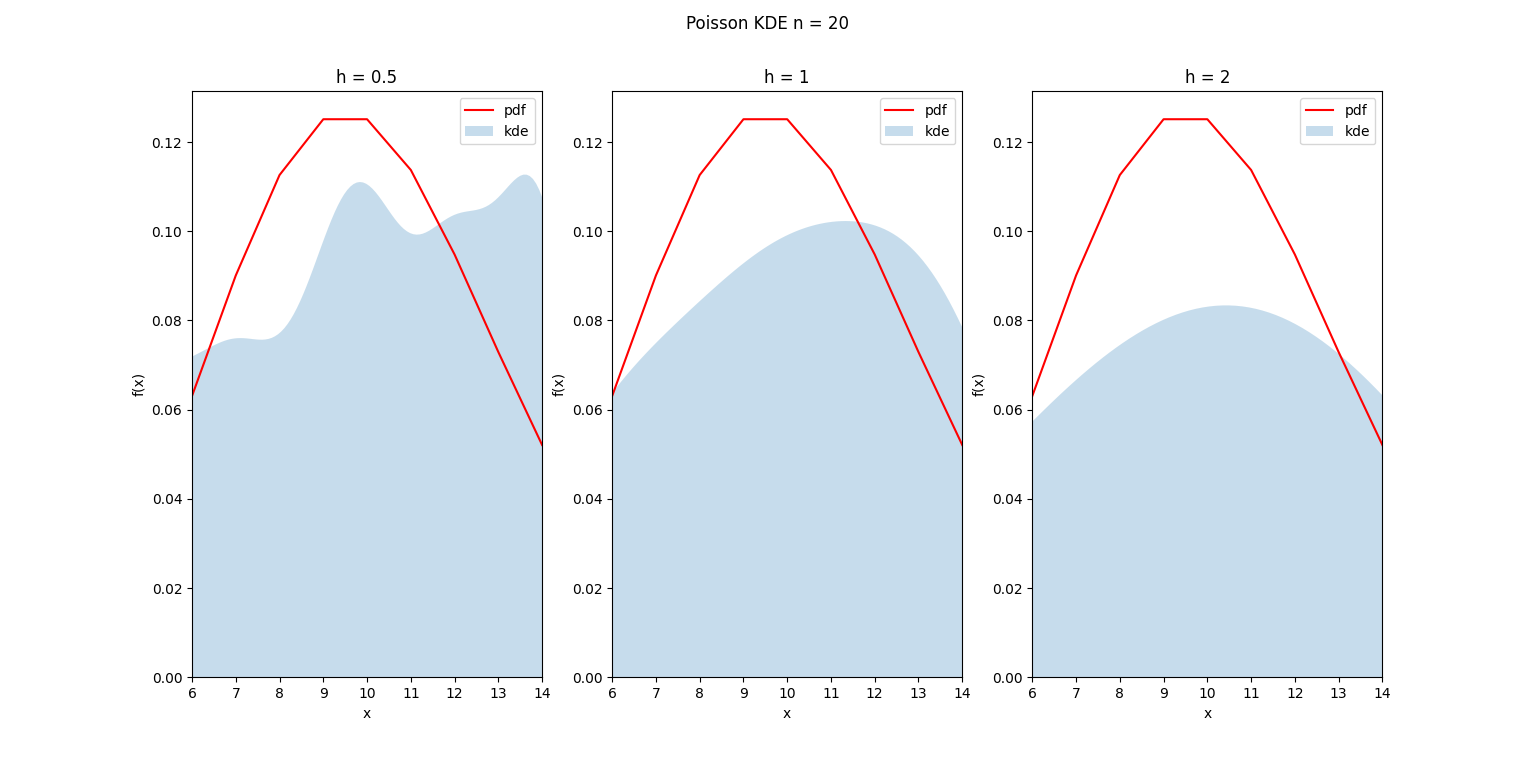 Poisson KDE n = 20
h = 0.5
pdf
kde
0.12
0.10
0.08
0.06
0.04
0.02
0.00
f(x)
6 7 8 9 10 11 12 13 14
x
h = 1
pdf
kde
0.12
0.10
0.08
0.06
0.04
0.02
0.00
f(x)
6 7 8 9 10 11 12 13 14
x
h = 2
pdf
kde
0.12
0.10
0.08
0.06
0.04
0.02
0.00
f(x)
6 7 8 9 10 11 12 13 14
x